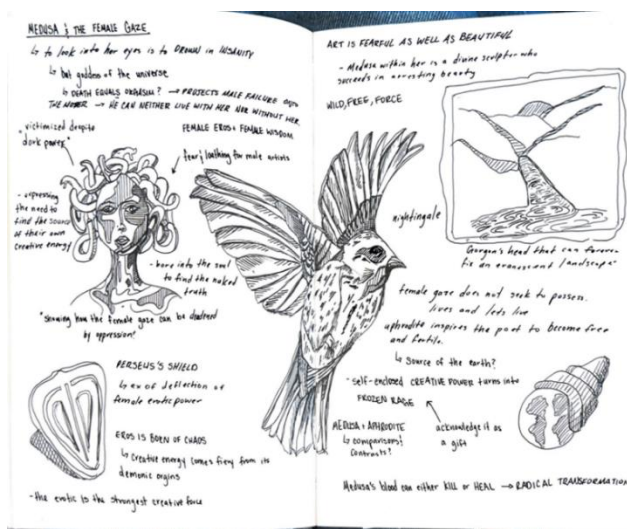 MEDUSA & THE FEMALE GAZE
↳ to look into her eyes is to DROWN in INSANITY
↳ but goddess of the universe
↳ DEATH EQUALS ORGASM? → PROJECTS MALE FAILURE onto
THE MOTHER → HE CAN NEITHER LIVE WITH HER NOR WITHOUT HER.
"victimized despite
dark power"
FEMALE EROS + FEMALE WISDOM
fear & loathing for male artists
- expressing
the need to
find the source
of their own
creative energy!
- bore into the soul
to find the naked
truth
"showing how the female gaze can be
by oppression"
PERSEUS'S SHIELD
↳ ex of deflection of
female erotic power
EROS IS BORN OF CHAOS
↳ creative energy comes fiery from its
demonic origins
- the erotic is the strongest creative force
ART IS FEARFUL AS WELL AS BEAUTIFUL
- Medusa within her is a divine sculptor who
succeeds in arresting beauty
WILD, FREE, FORCE
nightingale
Gorgon's head that can forever
fix an evanescent landscape"
female gaze does not seek to possess.
lives and lets live
aphrodite inspires the poet to become free
and fertile.
↳ source of the earth?
- self-enclosed CREATIVE POWER turns into
FROZEN RAGE
MEDUSA + APHRODITE
↳ comparisons?
contrasts?
acknowledge it as
a gift
Medusa's blood can either KILL or HEAL → RADICAL TRANSFORMATION